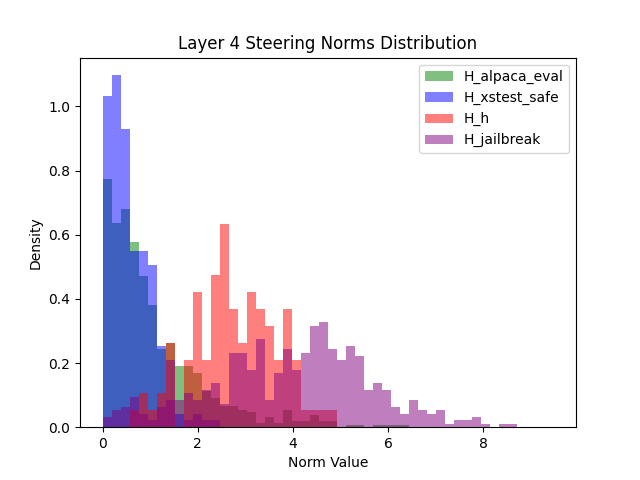 Layer 4 Steering Norms Distribution
H_alpaca_eval
H_xstest_safe
H_h
H_jailbreak
1.0
0.8
0.6
0.4
0.2
0.0
Density
0 2 4 6 8
Norm Value